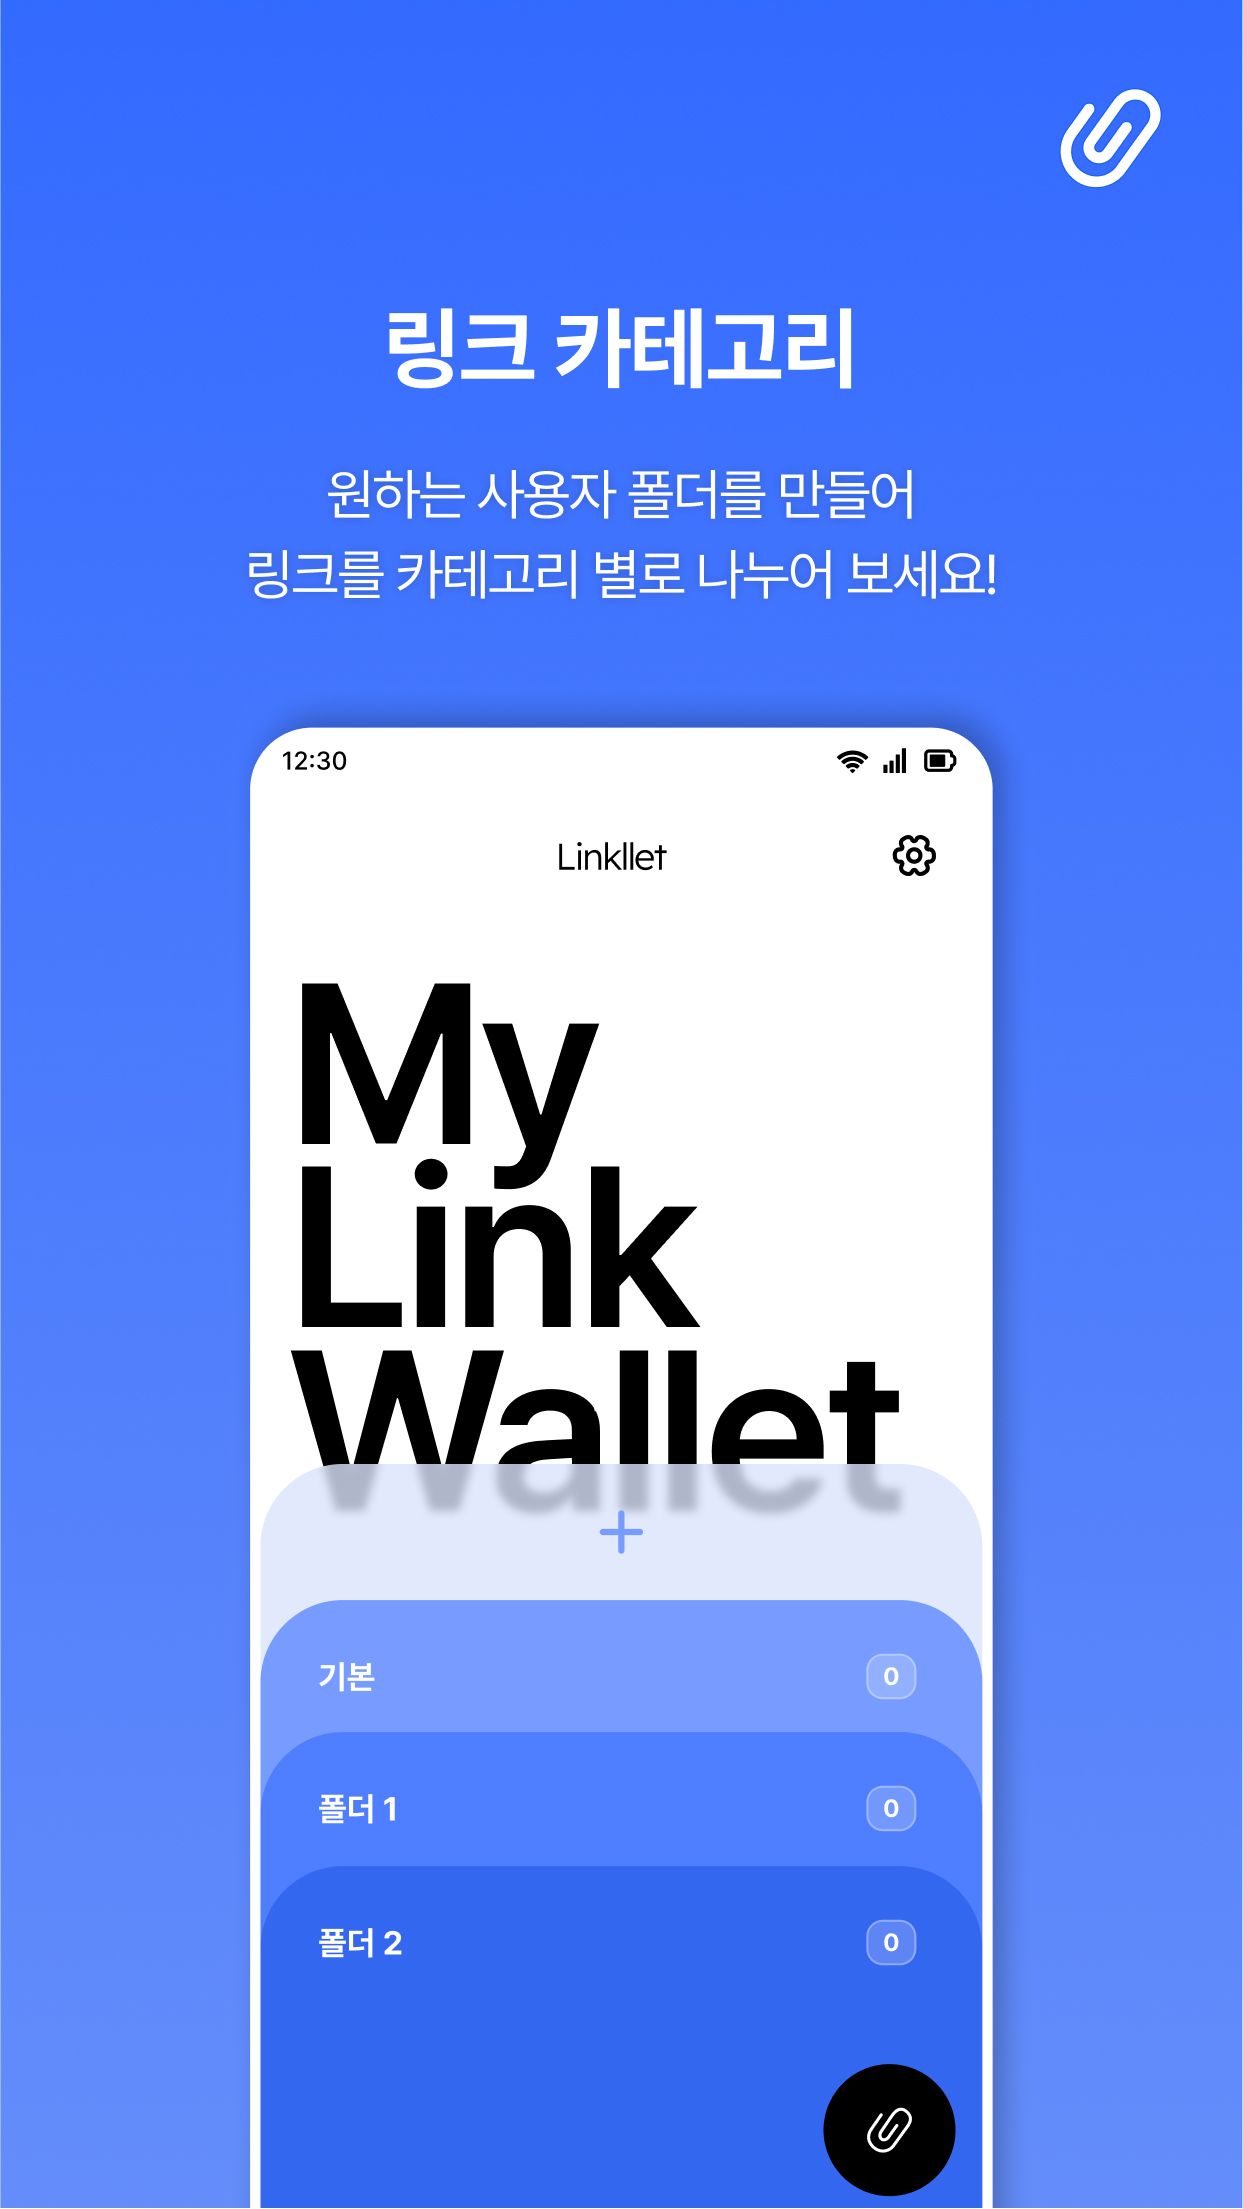 링크 카테고리
원하는 사용자 폴더를 만들어
링크를 카테고리 별로 나누어 보세요!
12:30
Linkllet
My
Link
Wallet
기본 0
폴더 1 0
폴더 2 0